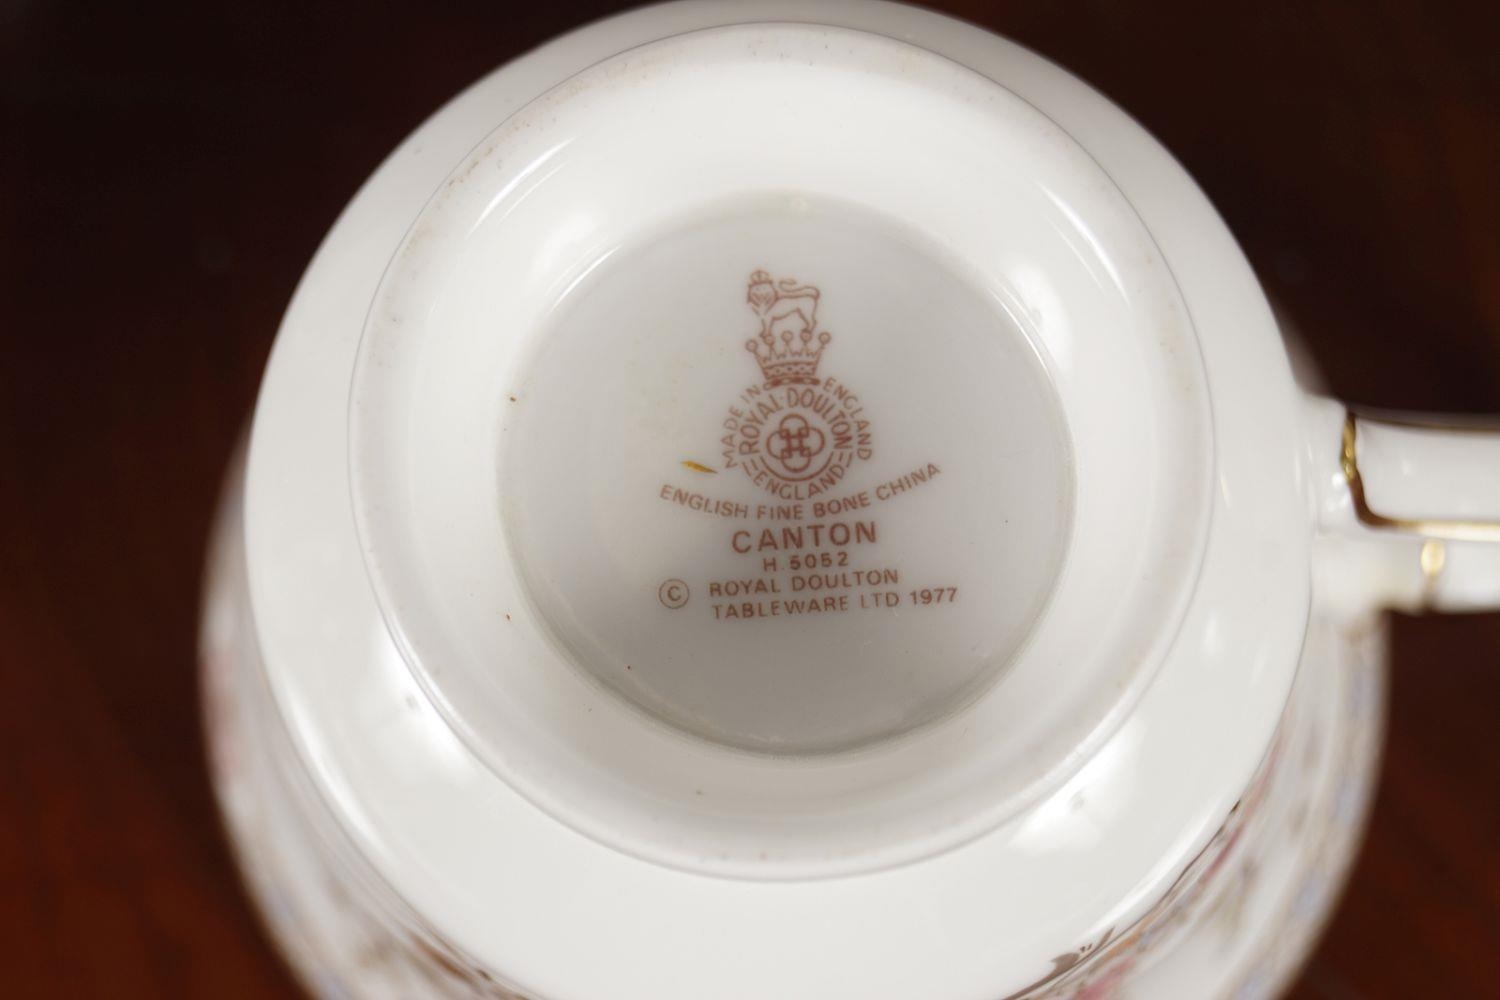 MADE IN ENGLAND
ROYAL·DOULTON
ENGLAND
ENGLISH FINE BONE CHINA
CANTON
H.5052
© ROYAL DOULTON
TABLEWARE LTD 1977